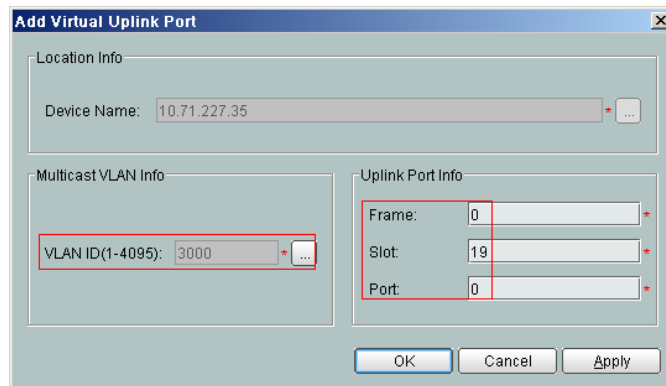 Add Virtual Uplink Port
Location Info
Device Name: 10.71.227.35 * ...
Multicast VLAN Info
VLAN ID(1-4095): 3000 * ...
Uplink Port Info
Frame: 0 *
Slot: 19 *
Port: 0 *
OK Cancel Apply